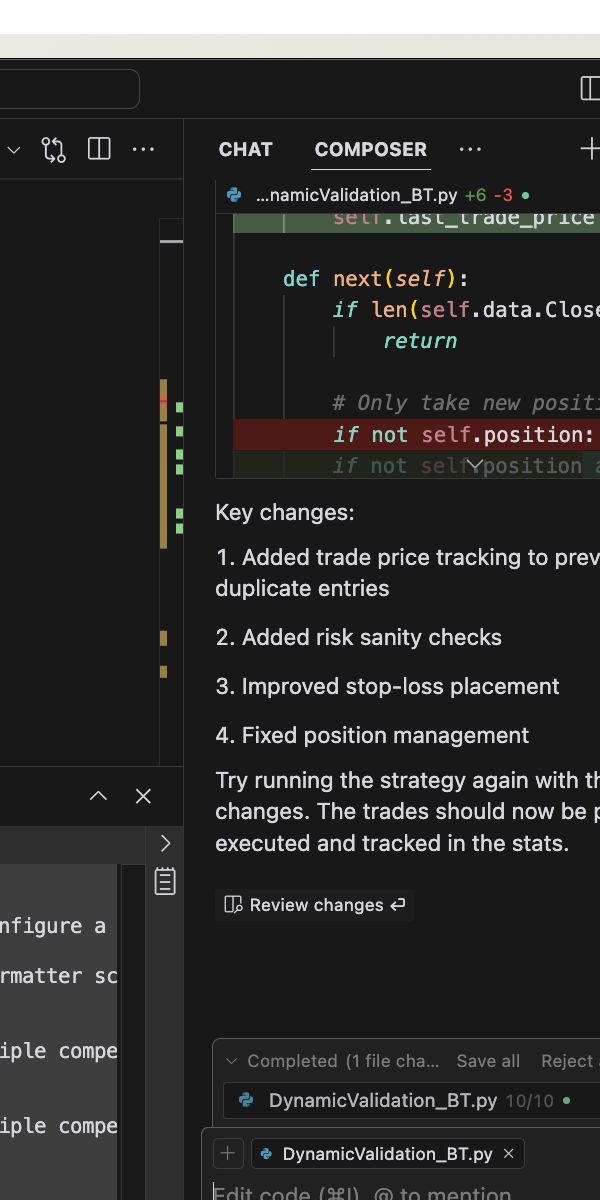 CHAT COMPOSER ...
...namicValidation_BT.py +6 -3
self.last_trade_price
def next(self):
if len(self.data.Close
return
# Only take new positi
if not self.position:
if not self.position a
Key changes:
1. Added trade price tracking to prev
duplicate entries
2. Added risk sanity checks
3. Improved stop-loss placement
4. Fixed position management
Try running the strategy again with th
changes. The trades should now be p
executed and tracked in the stats.
Review changes
nfigure a
rmatter sc
iple compe
iple compe
Completed (1 file cha... Save all Reject
DynamicValidation_BT.py 10/10
DynamicValidation_BT.py ×
Edit code (⌘I), @ to mention